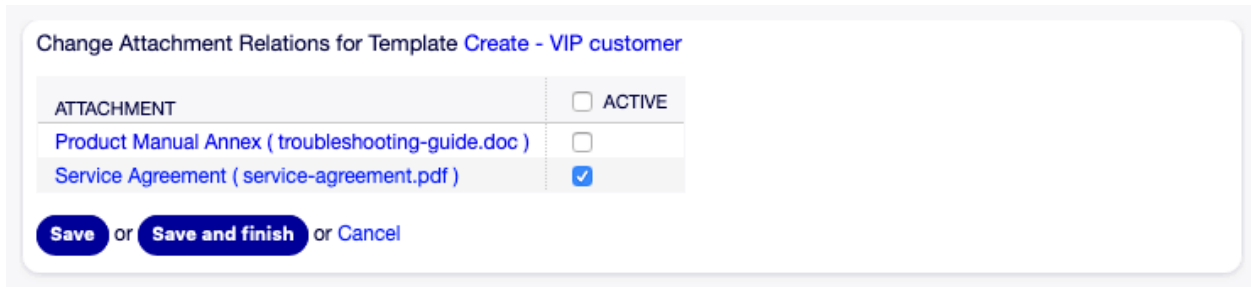 Change Attachment Relations for Template Create - VIP customer
ATTACHMENT ACTIVE
Product Manual Annex ( troubleshooting-guide.doc )
Service Agreement ( service-agreement.pdf )
Save or Save and finish or Cancel